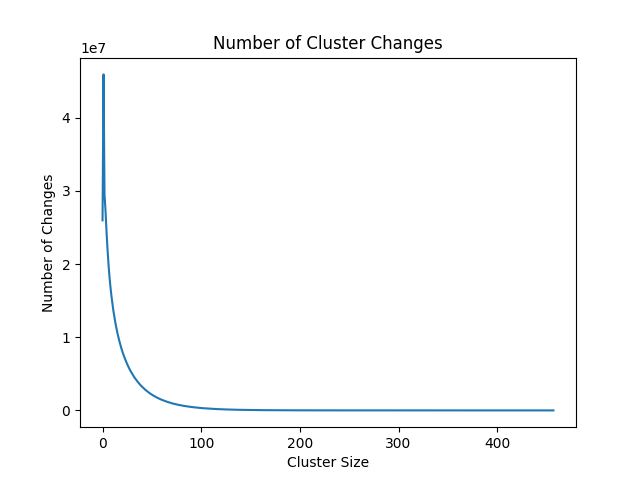 Number of Cluster Changes
1e7
4
3
2
1
0
Number of Changes
0 100 200 300 400
Cluster Size